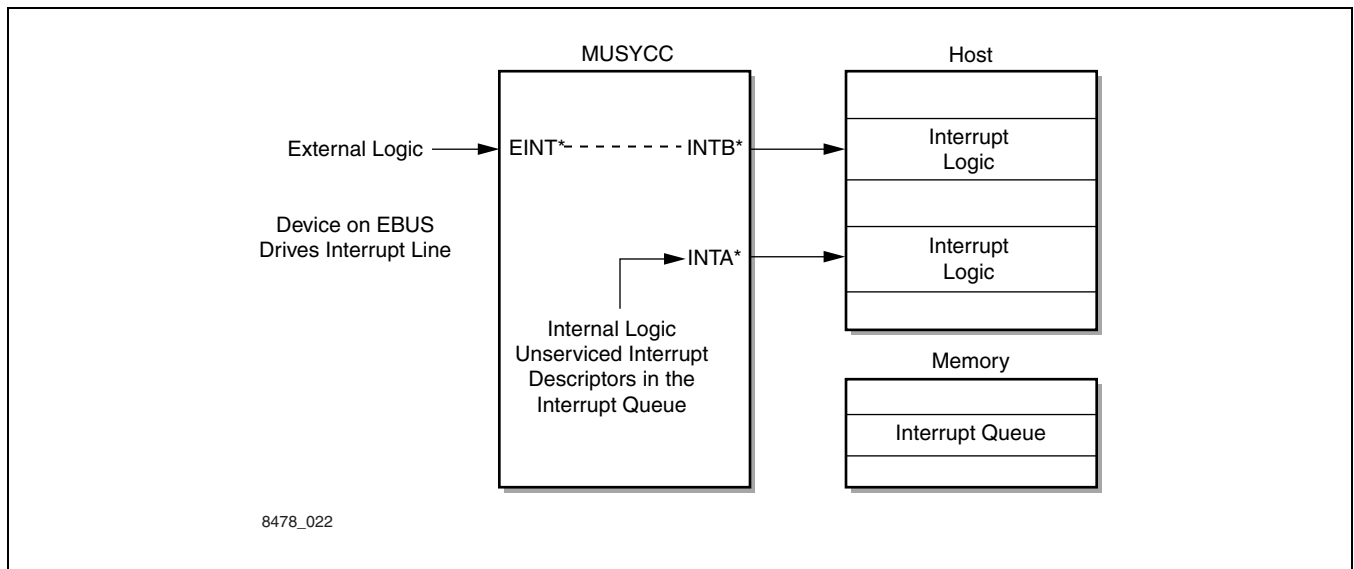 MUSYCC
Host
External Logic
EINT*
INTB*
Interrupt
Logic
Device on EBUS
Drives Interrupt Line
INTA*
Interrupt
Logic
Internal Logic
Unserviced Interrupt
Descriptors in the
Interrupt Queue
Memory
Interrupt Queue
8478_022